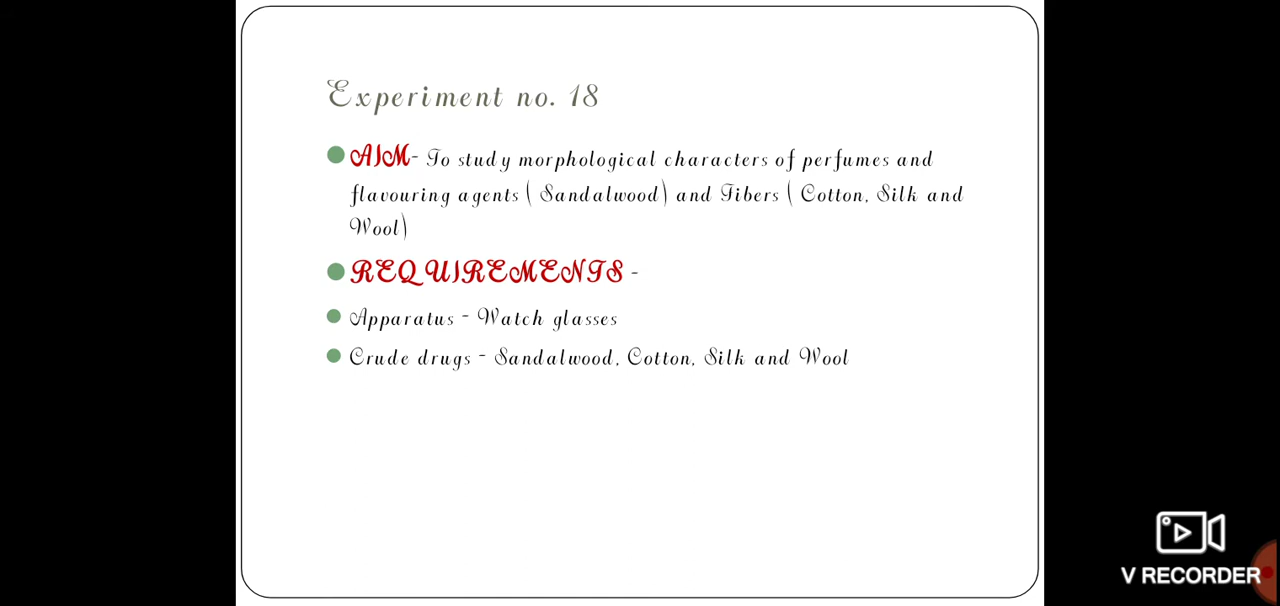 Experiment no. 18
AIM- To study morphological characters of perfumes and
flavouring agents ( Sandalwood) and Fibers ( Cotton, Silk and
Wool)
REQUIREMENTS -
Apparatus - Watch glasses
Crude drugs - Sandalwood, Cotton, Silk and Wool
V RECORDER